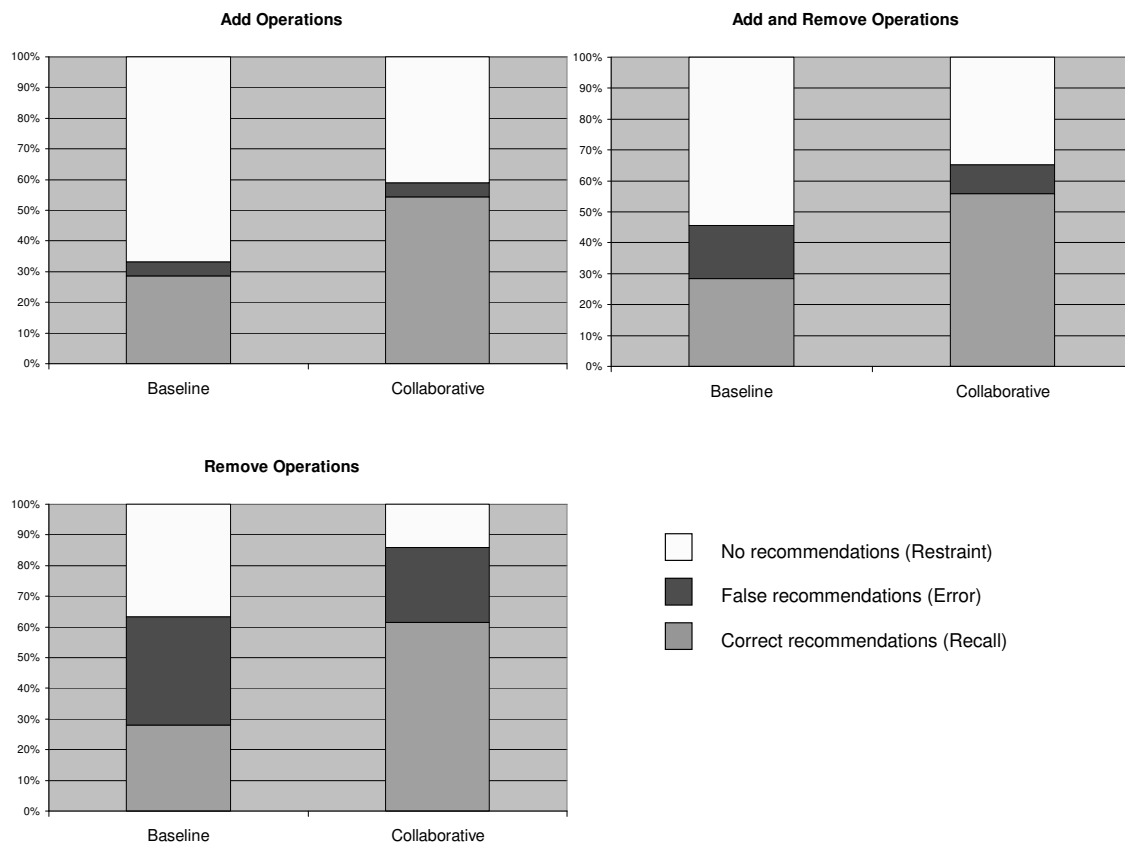 Add Operations
100%
90%
80%
70%
60%
50%
40%
30%
20%
10%
0%
Baseline
Collaborative
Add and Remove Operations
100%
90%
80%
70%
60%
50%
40%
30%
20%
10%
0%
Baseline
Collaborative
Remove Operations
100%
90%
80%
70%
60%
50%
40%
30%
20%
10%
0%
Baseline
Collaborative
No recommendations (Restraint)
False recommendations (Error)
Correct recommendations (Recall)